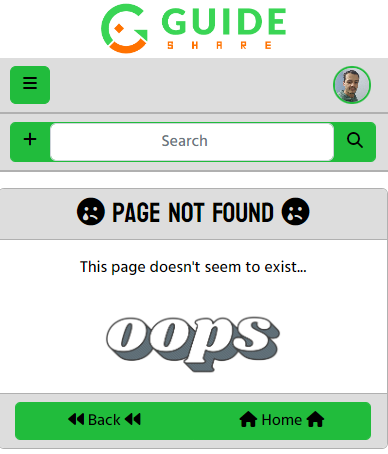 GUIDE
SHARE
Search
PAGE NOT FOUND
This page doesn't seem to exist...
oops
Back
Home